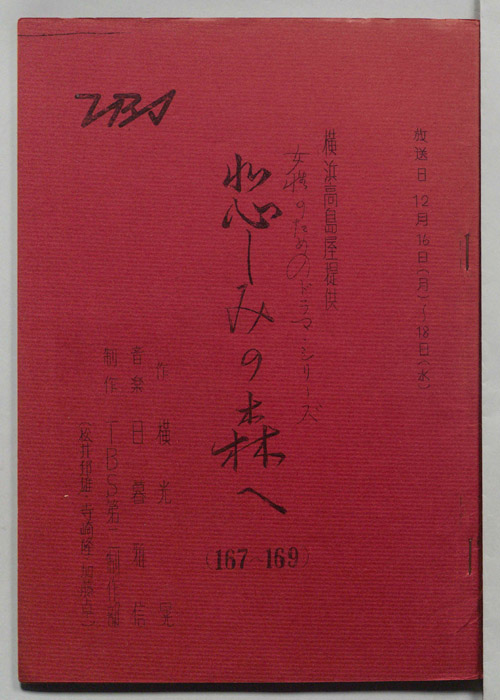 放送日 12月16日(月)〜18日(水)
横浜高島屋提供
女性のためのドラマ・シリーズ
悲しみの森へ
(167-169)
作 横光晃
音楽 日暮雅信
制作 TBS第二制作部
TBS